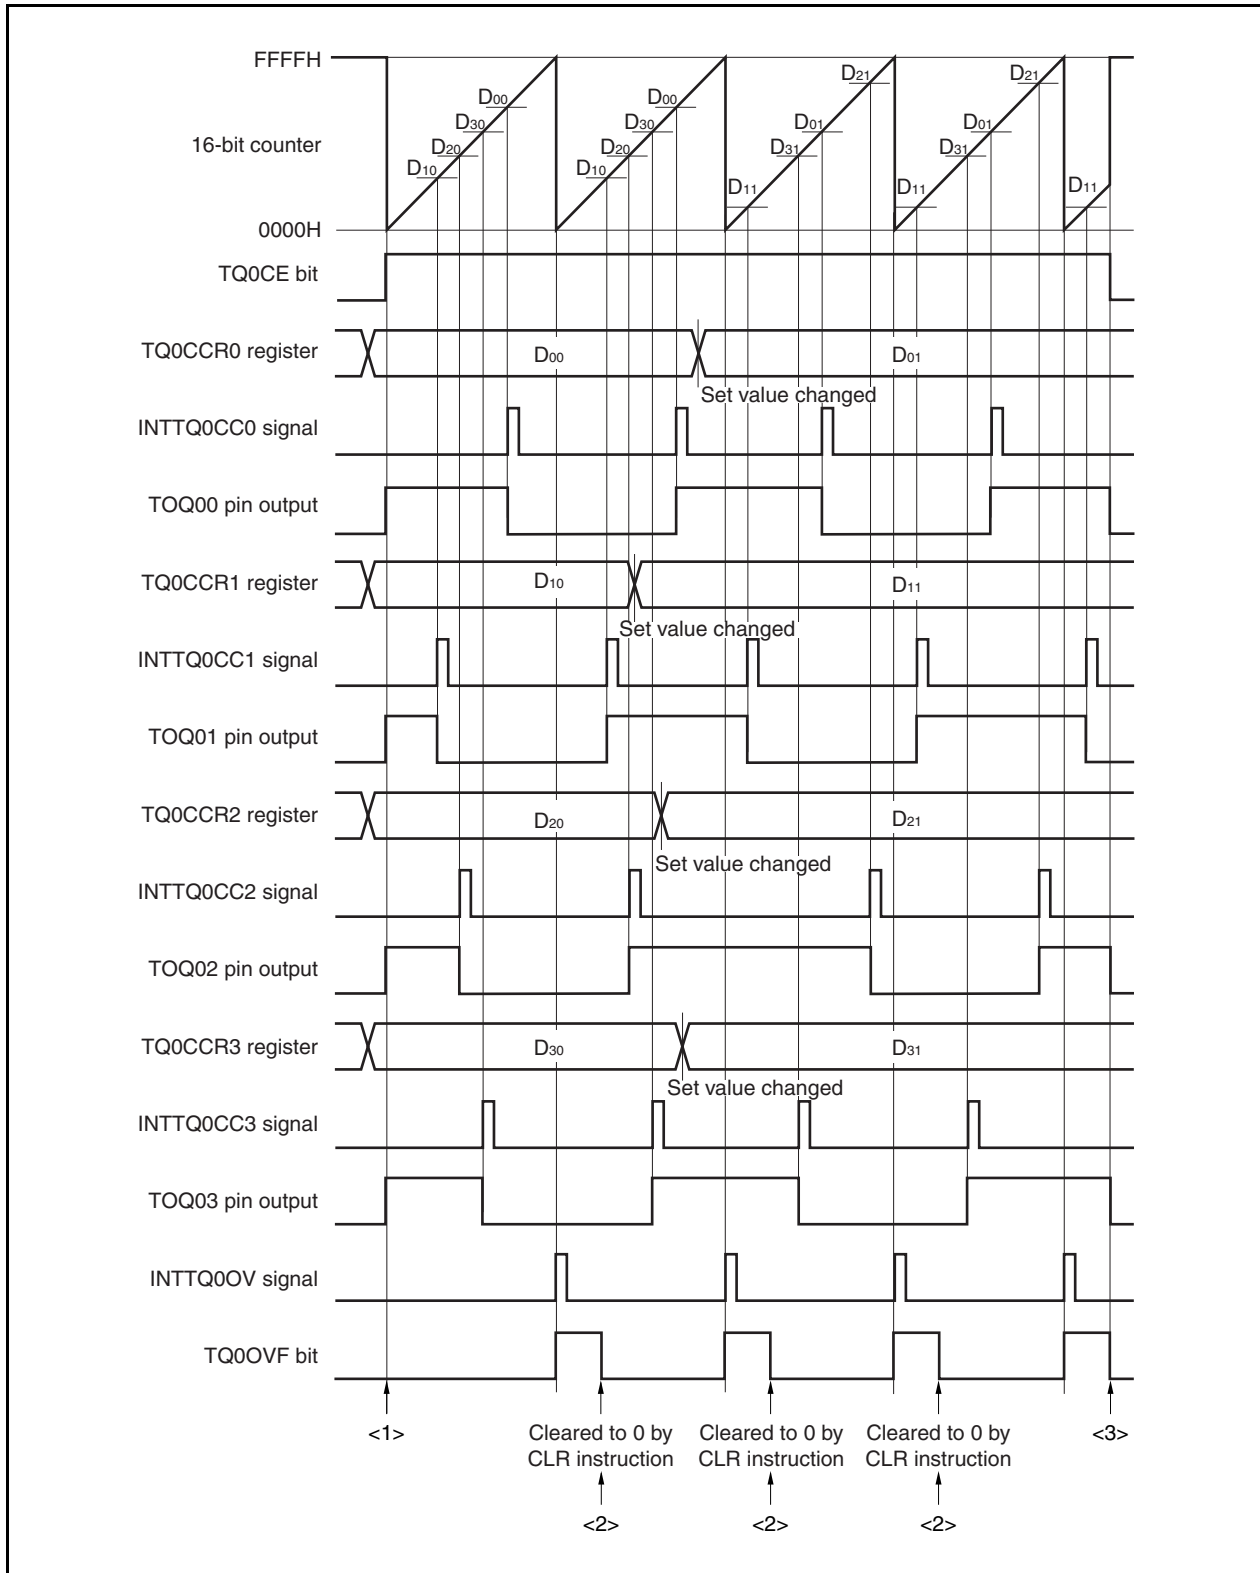 FFFFH
16-bit counter
0000H
D10 D20 D30 D00
D10 D20 D30 D00
D11 D31 D01 D21
D11 D31 D01 D21
D11
TQ0CE bit
TQ0CCR0 register D00 D01
Set value changed
INTTQ0CC0 signal
TOQ00 pin output
TQ0CCR1 register D10 D11
Set value changed
INTTQ0CC1 signal
TOQ01 pin output
TQ0CCR2 register D20 D21
Set value changed
INTTQ0CC2 signal
TOQ02 pin output
TQ0CCR3 register D30 D31
Set value changed
INTTQ0CC3 signal
TOQ03 pin output
INTTQ0OV signal
TQ0OVF bit
<1> Cleared to 0 by Cleared to 0 by Cleared to 0 by <3>
CLR instruction CLR instruction CLR instruction
<2> <2> <2>